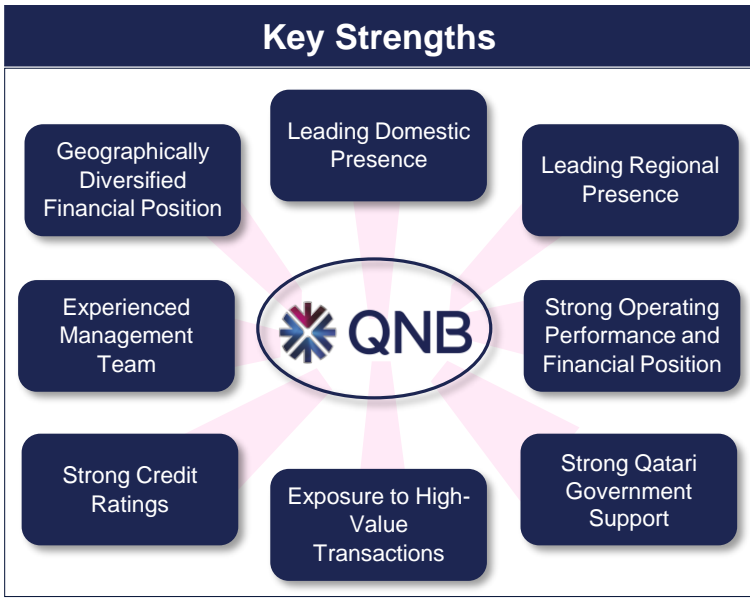 Key Strengths
Geographically
Diversified
Financial Position
Leading Domestic
Presence
Leading Regional
Presence
Experienced
Management
Team
QNB
Strong Operating
Performance and
Financial Position
Strong Credit
Ratings
Exposure to High-
Value
Transactions
Strong Qatari
Government
Support